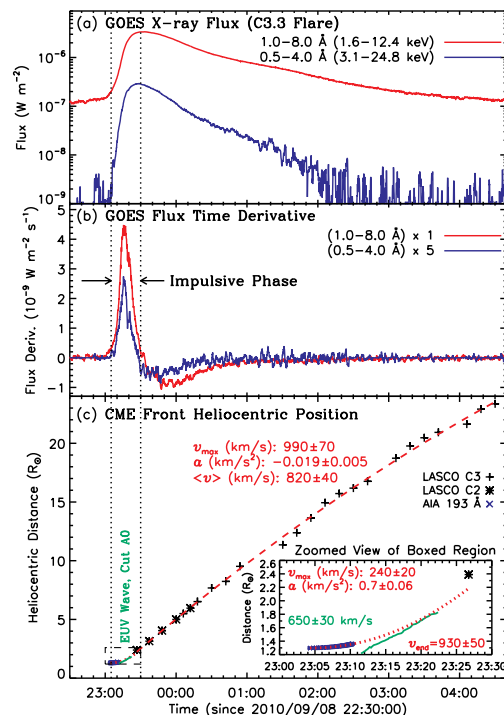 (a) GOES X-ray Flux (C3.3 Flare)
1.0-8.0 Å (1.6-12.4 keV)
0.5-4.0 Å (3.1-24.8 keV)
Flux (W m⁻²)
10⁻⁶
10⁻⁷
10⁻⁸
10⁻⁹
(b) GOES Flux Time Derivative
(1.0-8.0 Å) x 1
(0.5-4.0 Å) x 5
Impulsive Phase
Flux Deriv. (10⁻⁹ W m⁻² s⁻¹)
5
4
3
2
1
0
-1
(c) CME Front Heliocentric Position
v_max (km/s): 990±70
a (km/s²): -0.019±0.005
<v> (km/s): 820±40
LASCO C3 +
LASCO C2 ✱
AIA 193 Å ×
Heliocentric Distance (R⊙)
20
15
10
5
0
EUV Wave, Cut A0
Zoomed View of Boxed Region
v_max (km/s): 240±20
a (km/s²): 0.7±0.06
650±30 km/s
v_end=930±50
Distance (R⊙)
2.6
2.4
2.2
2.0
1.8
1.6
1.4
1.2
23:00 23:05 23:10 23:15 23:20 23:25 23:30
23:00 00:00 01:00 02:00 03:00 04:00
Time (since 2010/09/08 22:30:00)